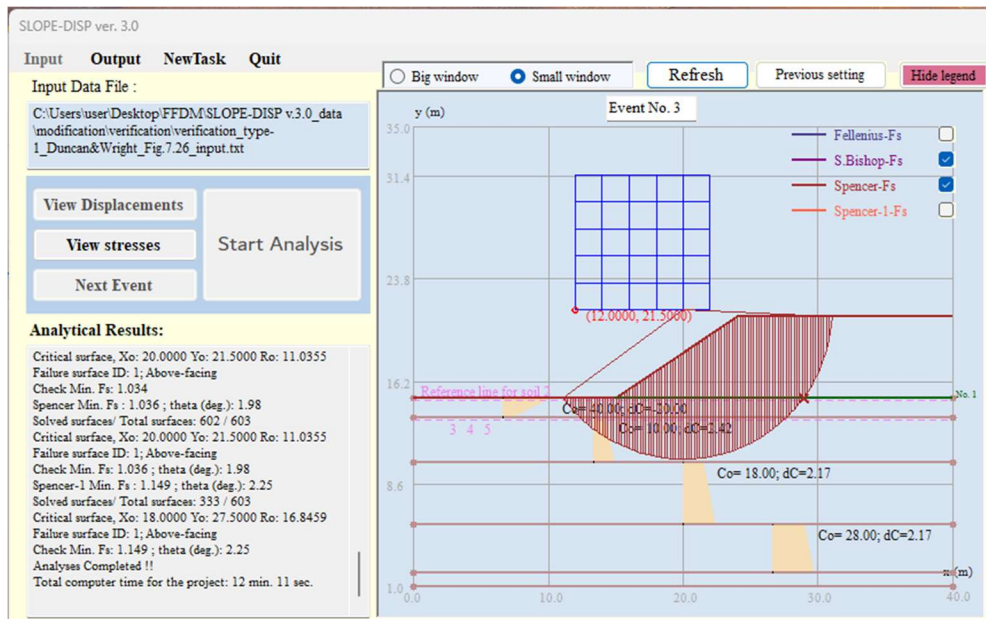 SLOPE-DISP ver. 3.0
Input Output NewTask Quit
Input Data File :
C:\Users\user\Desktop\FFDM\SLOPE-DISP v.3.0_data
\modification\verification\verification_type-
1_Duncan&Wright_Fig.7.26_input.txt
View Displacements
View stresses
Next Event
Start Analysis
Analytical Results:
Critical surface, Xo: 20.0000 Yo: 21.5000 Ro: 11.0355
Failure surface ID: 1; Above-facing
Check Min. Fs: 1.034
Spencer Min. Fs : 1.036 ; theta (deg.): 1.98
Solved surfaces/ Total surfaces: 602 / 603
Critical surface, Xo: 20.0000 Yo: 21.5000 Ro: 11.0355
Failure surface ID: 1; Above-facing
Check Min. Fs: 1.036 ; theta (deg.): 1.98
Spencer-1 Min. Fs : 1.149 ; theta (deg.): 2.25
Solved surfaces/ Total surfaces: 333 / 603
Critical surface, Xo: 18.0000 Yo: 27.5000 Ro: 16.8459
Failure surface ID: 1; Above-facing
Check Min. Fs: 1.149 ; theta (deg.): 2.25
Analyses Completed !!
Total computer time for the project: 12 min. 11 sec.
Big window Small window Refresh Previous setting Hide legend
y (m) Event No. 3
35.0
Fellenius-Fs
S.Bishop-Fs
31.4
Spencer-Fs
Spencer-1-Fs
23.8
(12.0000, 21.5000)
16.2
Reference line for soil 2
No. 1
Co= 40.00; dC=-20.00
3 4 5
Co= 10.00; dC=2.42
Co= 18.00; dC=2.17
8.6
Co= 28.00; dC=2.17
x (m)
1.0
0.0 10.0 20.0 30.0 40.0